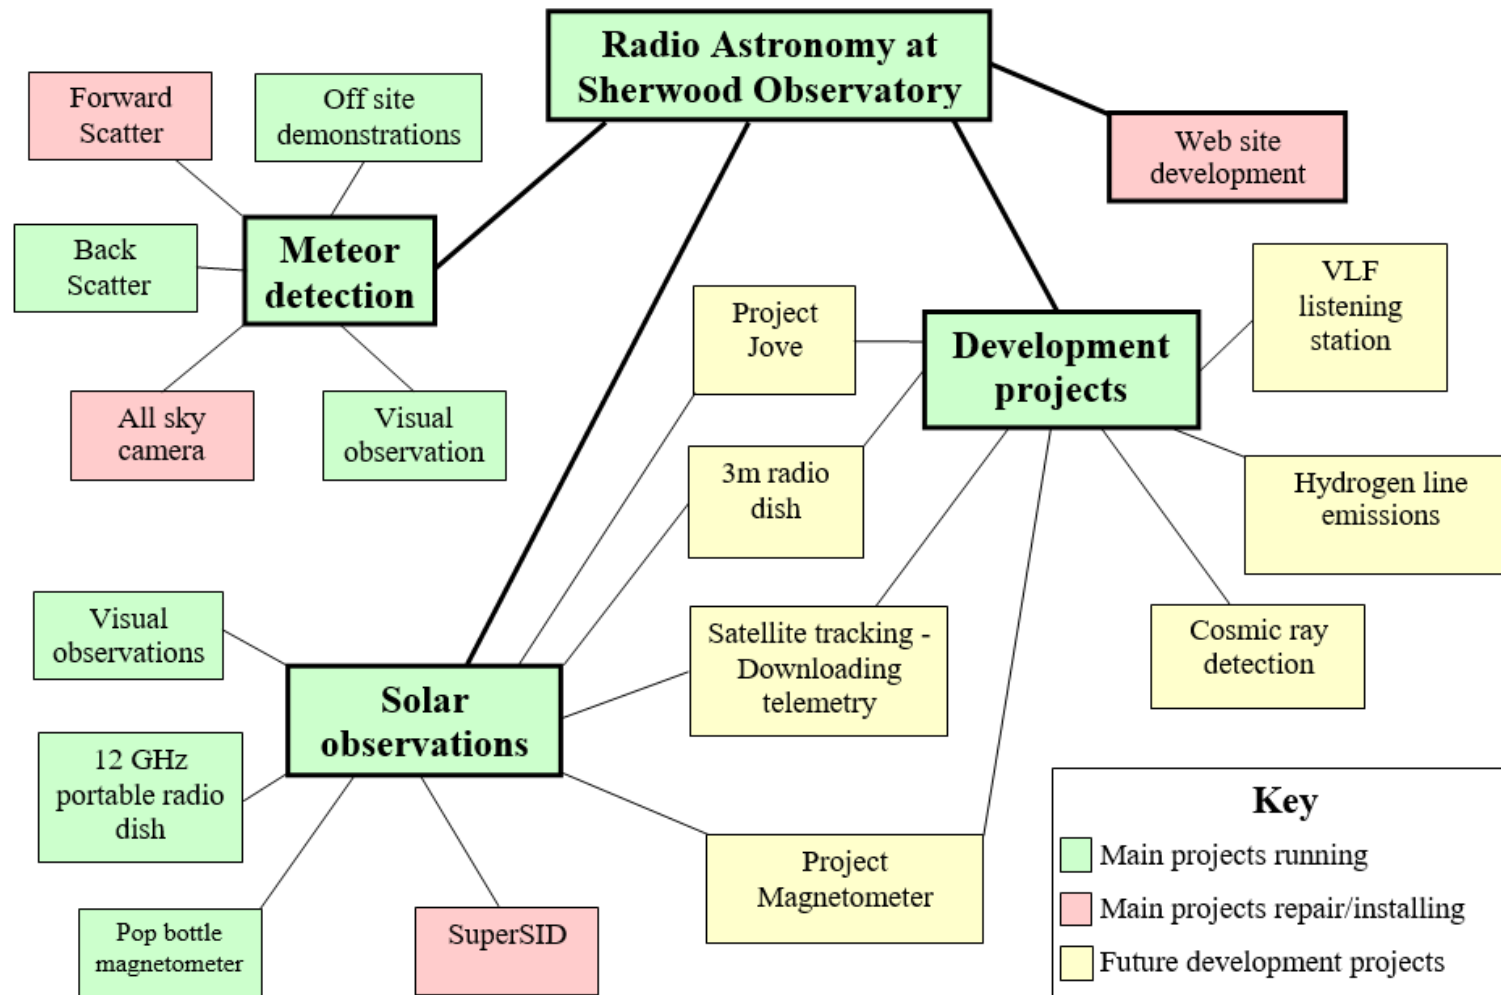 Radio Astronomy at
Sherwood Observatory
Forward
Scatter
Off site
demonstrations
Web site
development
Back
Scatter
Meteor
detection
All sky
camera
Visual
observation
Project
Jove
Development
projects
VLF
listening
station
3m radio
dish
Hydrogen line
emissions
Visual
observations
Satellite tracking -
Downloading
telemetry
Cosmic ray
detection
Solar
observations
12 GHz
portable radio
dish
Project
Magnetometer
Pop bottle
magnetometer
SuperSID
Key
Main projects running
Main projects repair/installing
Future development projects